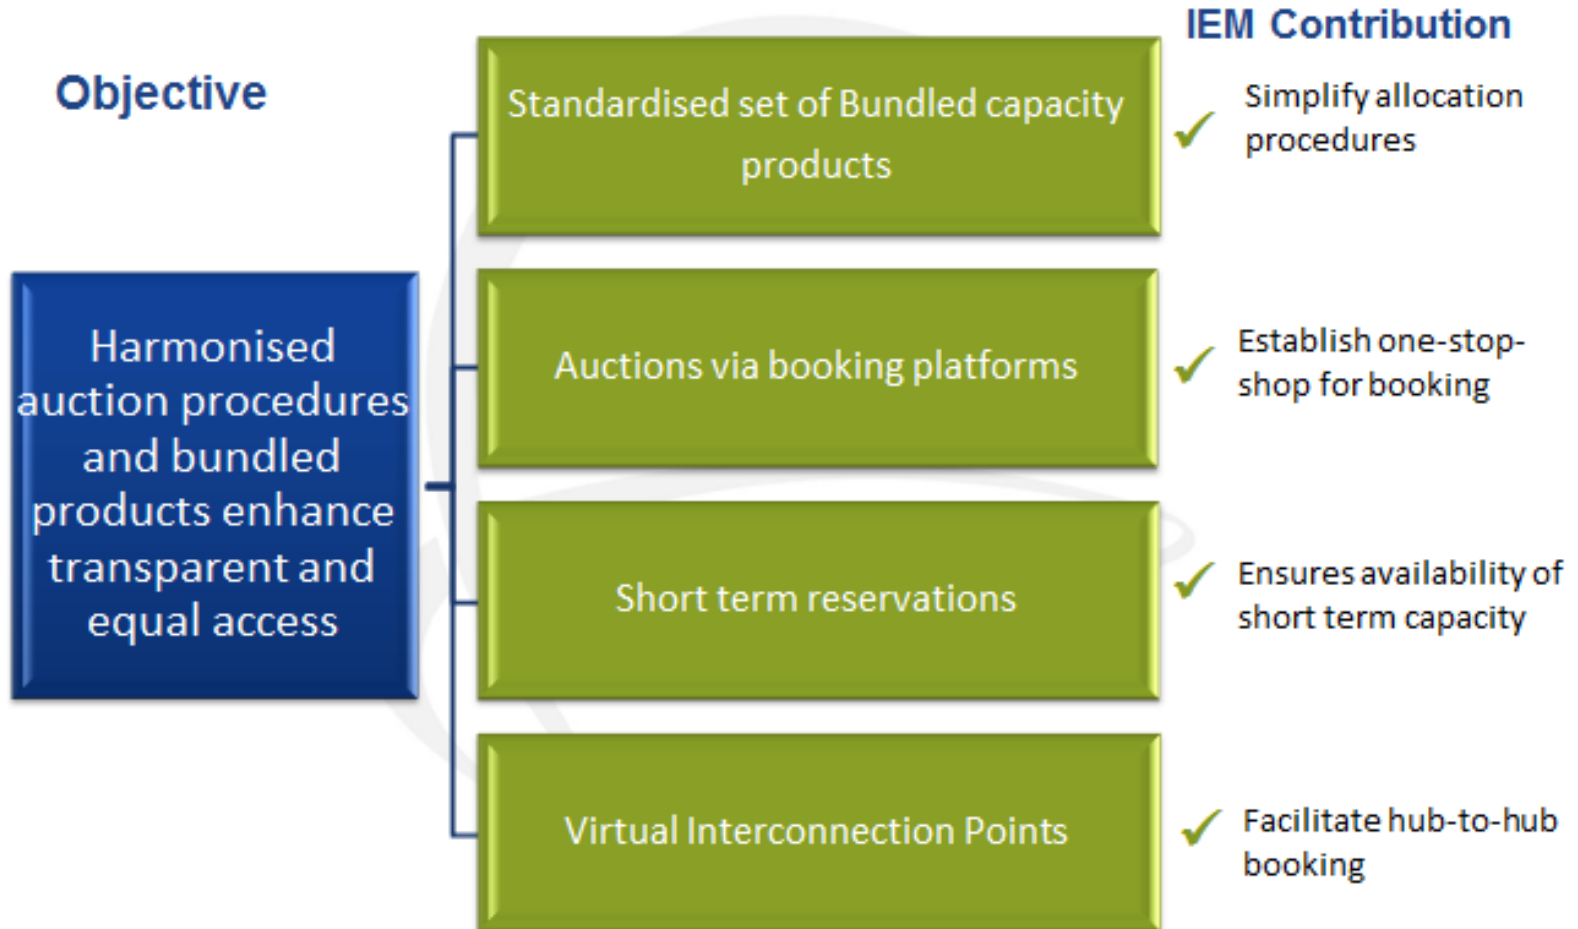 Objective
IEM Contribution
Harmonised
auction procedures
and bundled
products enhance
transparent and
equal access
Standardised set of Bundled capacity
products
Simplify allocation
procedures
Auctions via booking platforms
Establish one-stop-
shop for booking
Short term reservations
Ensures availability of
short term capacity
Virtual Interconnection Points
Facilitate hub-to-hub
booking